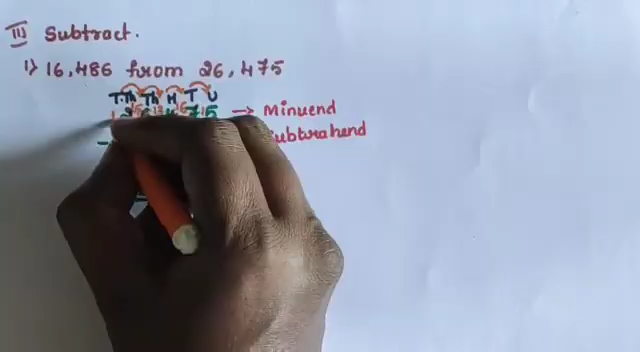 III Subtract.
1) 16,486 from 26,475
T.Th Th H T U
→ Minuend
Subtrahend